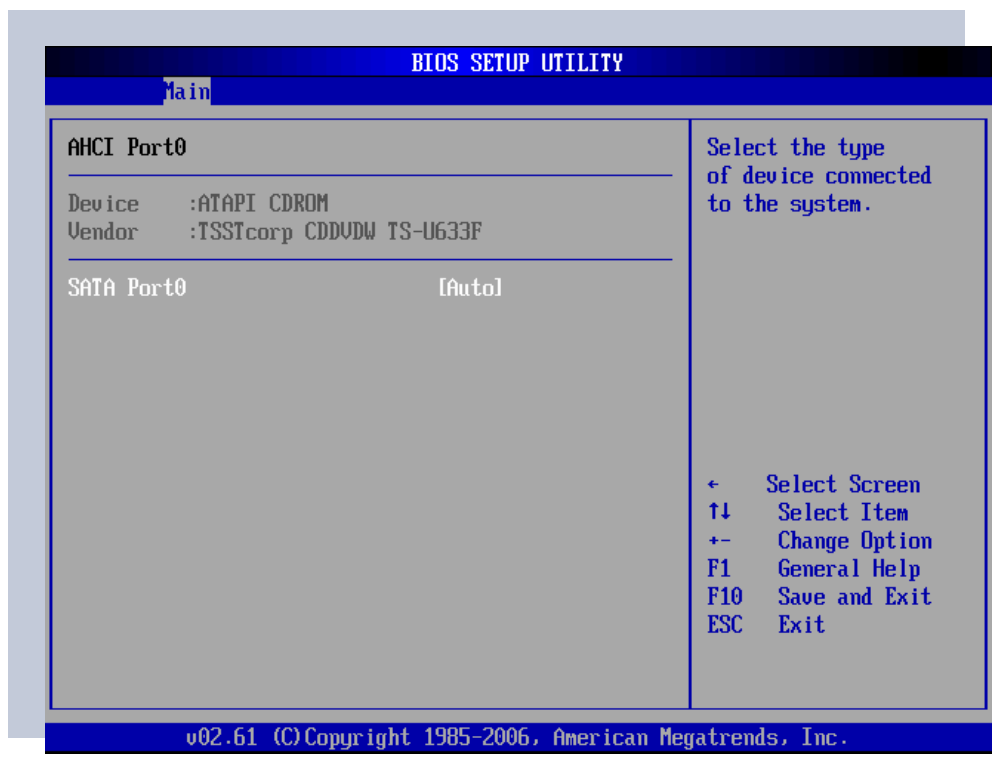 BIOS SETUP UTILITY
Main
AHCI Port0
Device :ATAPI CDROM
Vendor :TSSTcorp CDDVDW TS-U633F
SATA Port0 [Auto]
Select the type
of device connected
to the system.
← Select Screen
↑↓ Select Item
+- Change Option
F1 General Help
F10 Save and Exit
ESC Exit
v02.61 (C)Copyright 1985-2006, American Megatrends, Inc.